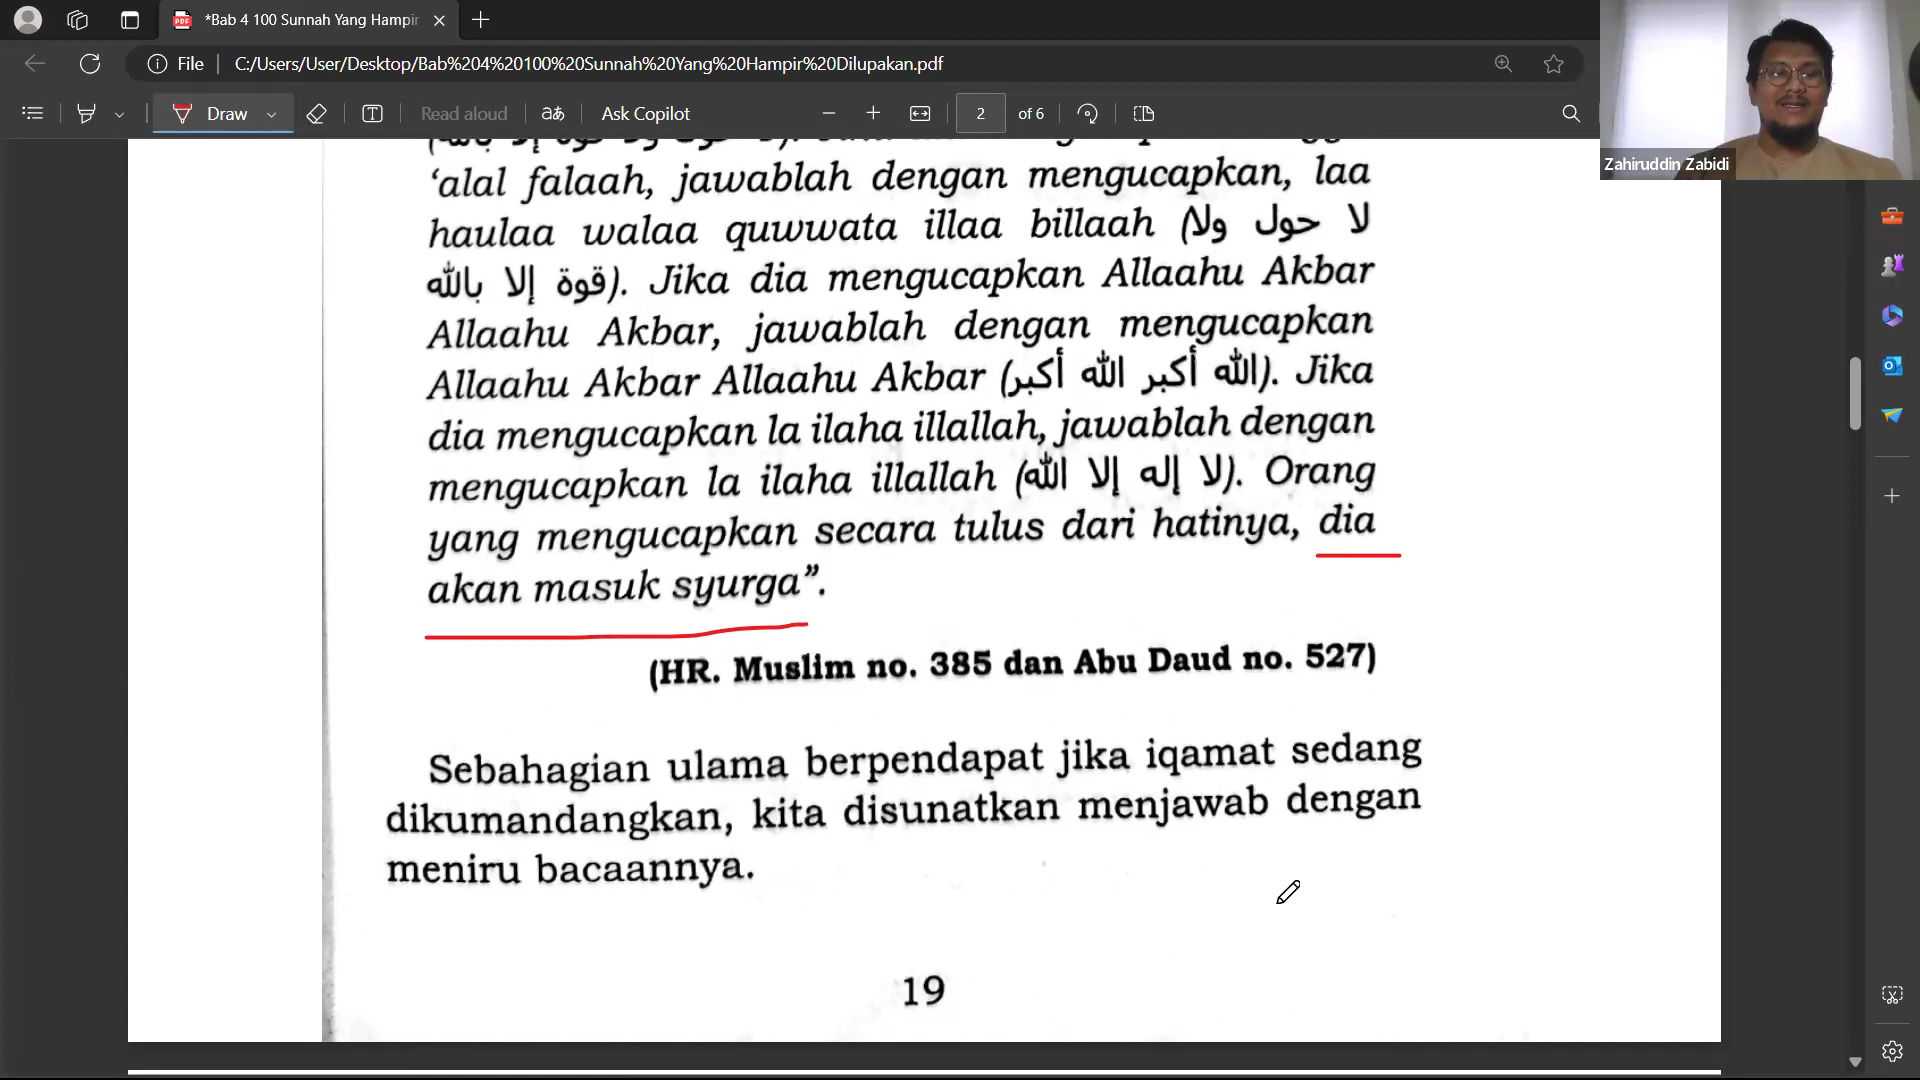 *Bab 4 100 Sunnah Yang Hampir
File
C:/Users/User/Desktop/Bab%204%20100%20Sunnah%20Yang%20Hampir%20Dilupakan.pdf
Draw
Read aloud
aあ
Ask Copilot
2
of 6
Zahiruddin Zabidi
‘alal falaah, jawablah dengan mengucapkan, laa
haulaa walaa quwwata illaa billaah (لا حول ولا
قوة إلا بالله). Jika dia mengucapkan Allaahu Akbar
Allaahu Akbar, jawablah dengan mengucapkan
Allaahu Akbar Allaahu Akbar (الله أكبر الله أكبر). Jika
dia mengucapkan la ilaha illallah, jawablah dengan
mengucapkan la ilaha illallah (لا إله إلا الله). Orang
yang mengucapkan secara tulus dari hatinya, dia
akan masuk syurga”.
(HR. Muslim no. 385 dan Abu Daud no. 527)
Sebahagian ulama berpendapat jika iqamat sedang
dikumandangkan, kita disunatkan menjawab dengan
meniru bacaannya.
19